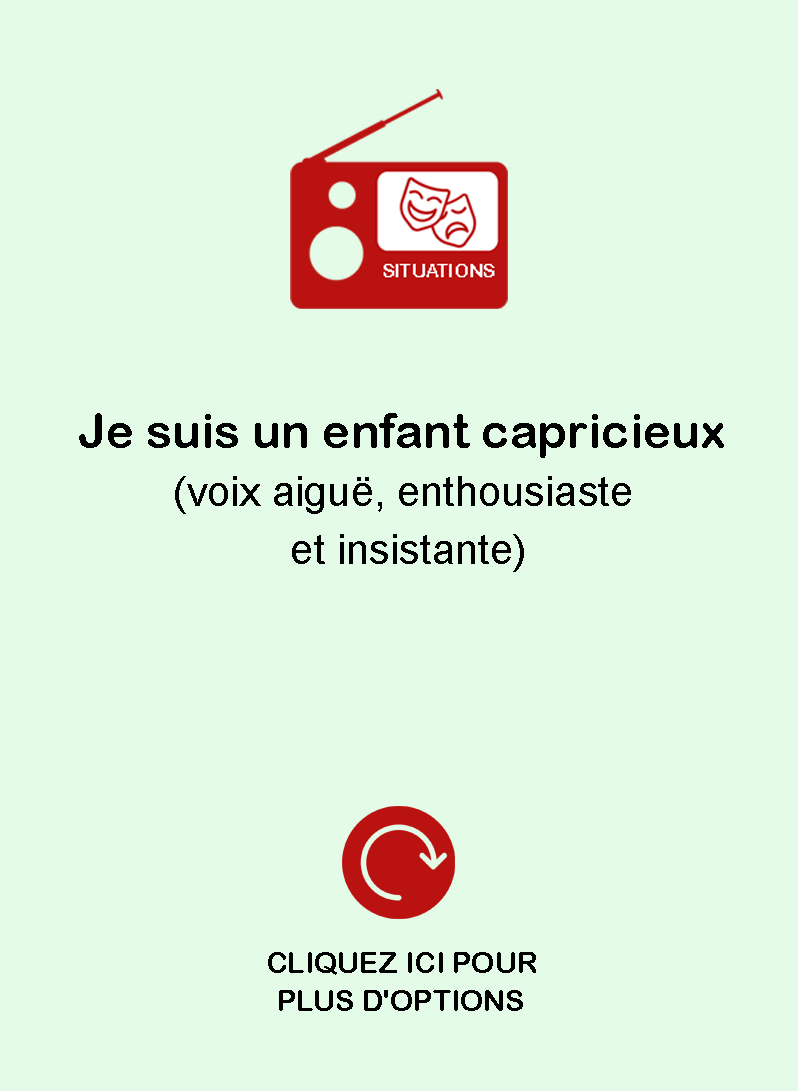 SITUATIONS
Je suis un enfant capricieux
(voix aiguë, enthousiaste
et insistante)
CLIQUEZ ICI POUR
PLUS D'OPTIONS